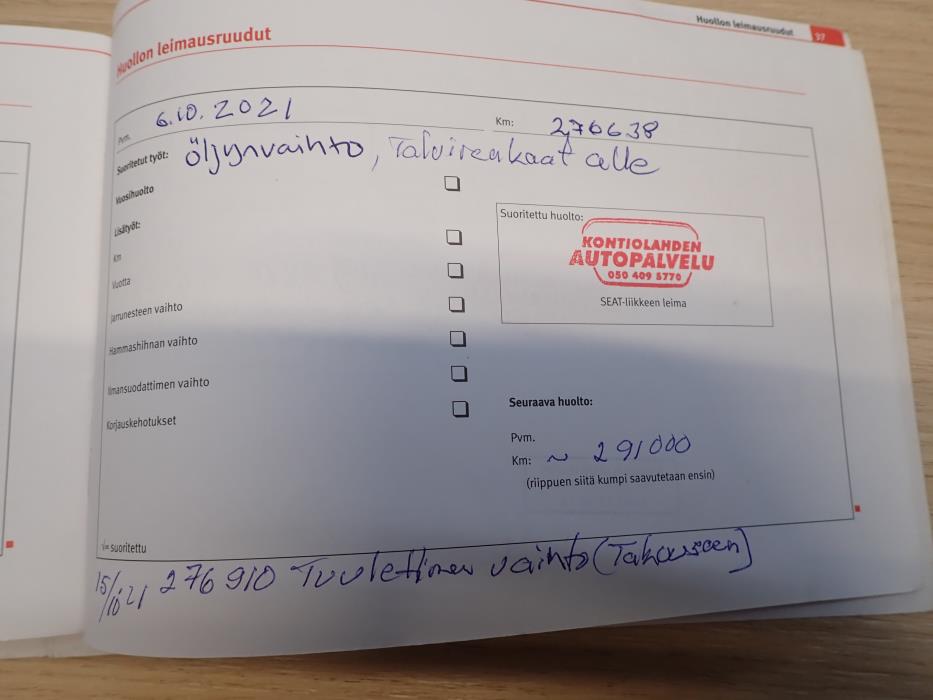 Huollon leimausruudut 37
Huollon leimausruudut
Pvm. 6.10.2021 Km: 276638
Suoritetut työt: Öljynvaihto, Talvirenkaat alle
Vuosihuolto
Lisätyöt:
Km
Vuotta
Jarrunesteen vaihto
Hammashihnan vaihto
Ilmansuodattimen vaihto
Korjauskehotukset
Suoritettu huolto:
KONTIOLAHDEN
AUTOPALVELU
050 409 5770
SEAT-liikkeen leima
Seuraava huolto:
Pvm.
Km: ~ 291000
(riippuen siitä kumpi saavutetaan ensin)
√= suoritettu
15/10 21 276 910 Tuulettimen vaihto (Takuuseen)